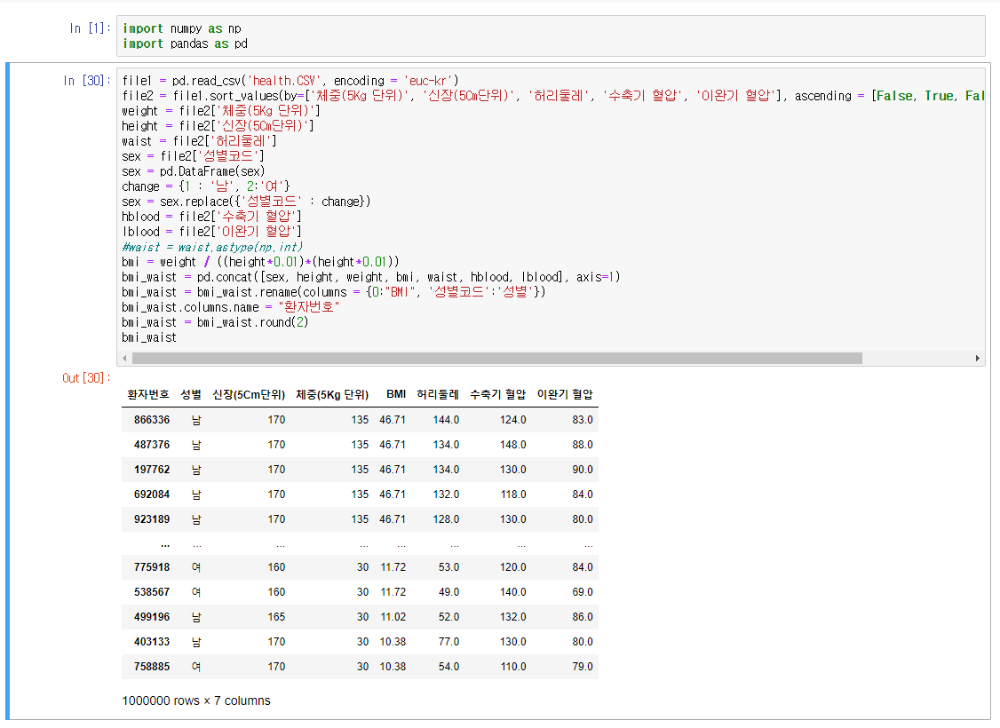 In [1]: import numpy as np
import pandas as pd
In [30]: file1 = pd.read_csv('health.CSV', encoding = 'euc-kr')
file2 = file1.sort_values(by=['체중(5Kg 단위)', '신장(5Cm단위)', '허리둘레', '수축기 혈압', '이완기 혈압'], ascending = [False, True, Fal
weight = file2['체중(5Kg 단위)']
height = file2['신장(5Cm단위)']
waist = file2['허리둘레']
sex = file2['성별코드']
sex = pd.DataFrame(sex)
change = {1 : '남', 2:'여'}
sex = sex.replace({'성별코드' : change})
hblood = file2['수축기 혈압']
lblood = file2['이완기 혈압']
#waist = waist.astype(np.int)
bmi = weight / ((height*0.01)*(height*0.01))
bmi_waist = pd.concat([sex, height, weight, bmi, waist, hblood, lblood], axis=1)
bmi_waist = bmi_waist.rename(columns = {0:"BMI", '성별코드':'성별'})
bmi_waist.columns.name = "환자번호"
bmi_waist = bmi_waist.round(2)
bmi_waist
Out[30]:
환자번호 성별 신장(5Cm단위) 체중(5Kg 단위) BMI 허리둘레 수축기 혈압 이완기 혈압
866336 남 170 135 46.71 144.0 124.0 83.0
487376 남 170 135 46.71 134.0 148.0 88.0
197762 남 170 135 46.71 134.0 130.0 90.0
692084 남 170 135 46.71 132.0 118.0 84.0
923189 남 170 135 46.71 128.0 130.0 80.0
... ... ... ... ... ... ... ...
775918 여 160 30 11.72 53.0 120.0 84.0
538567 여 160 30 11.72 49.0 140.0 69.0
499196 남 165 30 11.02 52.0 132.0 86.0
403133 남 170 30 10.38 77.0 130.0 80.0
758885 여 170 30 10.38 54.0 110.0 79.0
1000000 rows × 7 columns